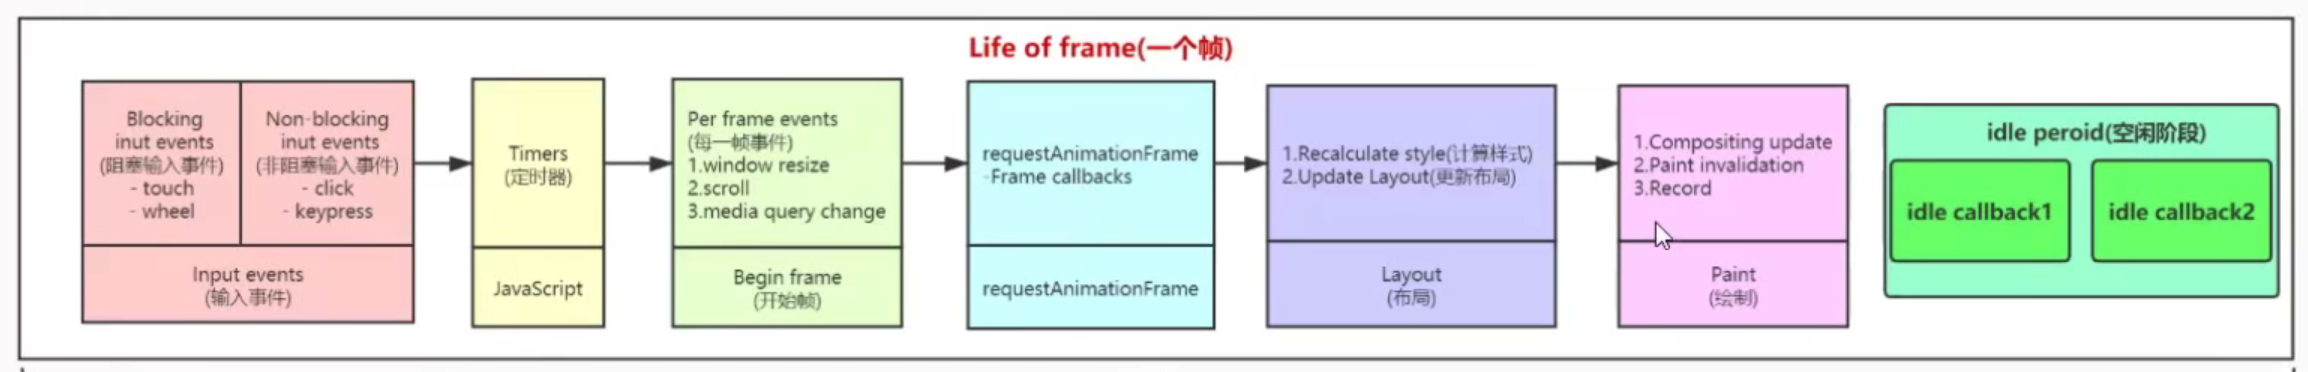 Life of frame(一个帧)
Blocking
inut events
(阻塞输入事件)
- touch
- wheel
Non-blocking
inut events
(非阻塞输入事件)
- click
- keypress
Input events
(输入事件)
Timers
(定时器)
JavaScript
Per frame events
(每一帧事件)
1.window resize
2.scroll
3.media query change
Begin frame
(开始帧)
requestAnimationFrame
-Frame callbacks
requestAnimationFrame
1.Recalculate style(计算样式)
2.Update Layout(更新布局)
Layout
(布局)
1.Compositing update
2.Paint invalidation
3.Record
Paint
(绘制)
idle peroid(空闲阶段)
idle callback1
idle callback2